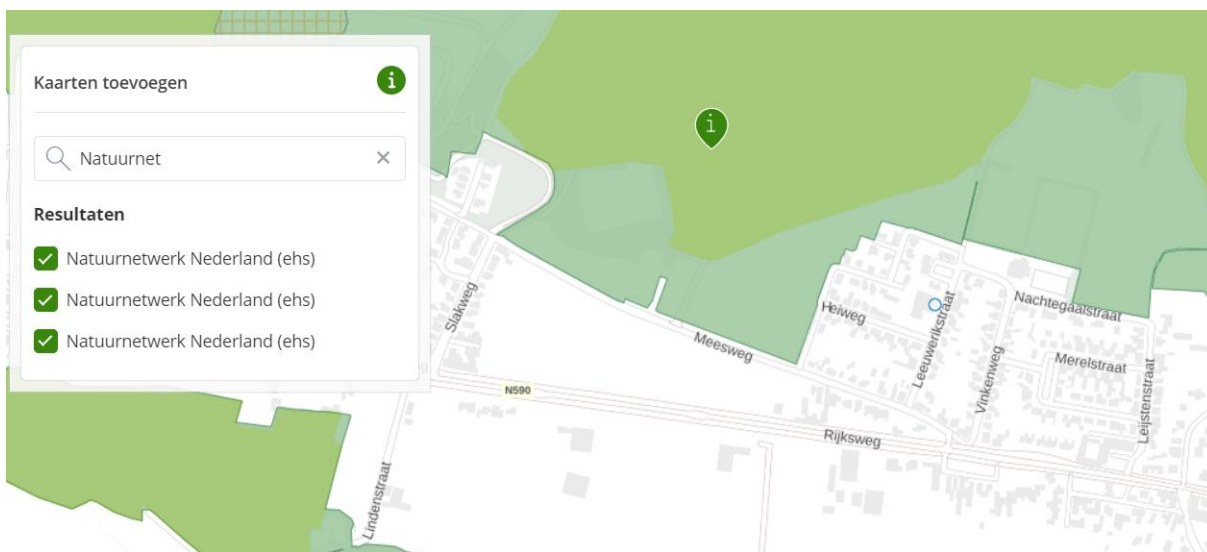 Kaarten toevoegen
Natuurnet
Resultaten
Natuurnetwerk Nederland (ehs)
Natuurnetwerk Nederland (ehs)
Natuurnetwerk Nederland (ehs)
Slakweg
Meesweg
Heiweg
Leeuwerikstraat
Vinkenweg
Nachtegaalstraat
Merelstraat
Leijstenstraat
N590
Rijksweg
Lindenstraat